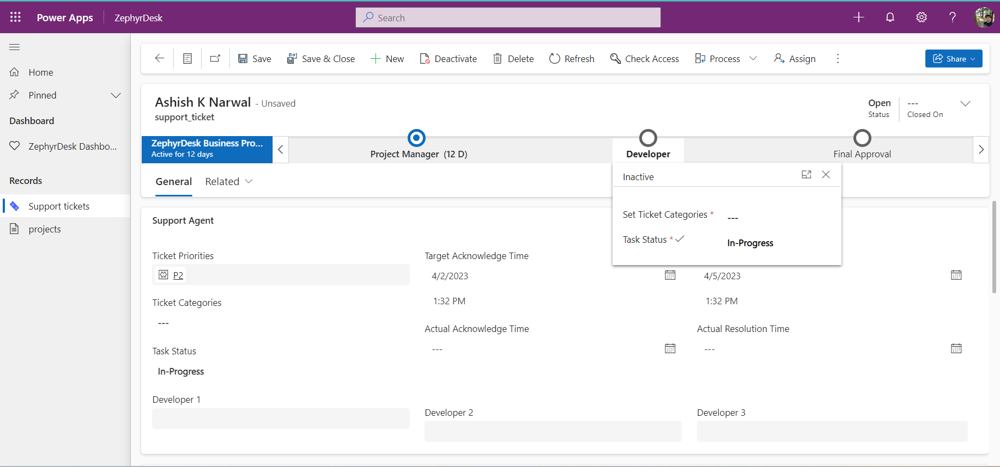 Power Apps
ZephyrDesk
Search
Home
Pinned
Dashboard
ZephyrDesk Dashbo...
Records
Support tickets
projects
Save
Save & Close
New
Deactivate
Delete
Refresh
Check Access
Process
Assign
Share
Ashish K Narwal - Unsaved
support_ticket
Open
Status
---
Closed On
ZephyrDesk Business Pro...
Active for 12 days
Project Manager (12 D)
Developer
Final Approval
General
Related
Inactive
Set Ticket Categories *
---
Task Status *
In-Progress
Support Agent
Ticket Priorities
P2
Ticket Categories
---
Task Status
In-Progress
Developer 1
Target Acknowledge Time
4/2/2023
1:32 PM
Actual Acknowledge Time
---
Developer 2
4/5/2023
1:32 PM
Actual Resolution Time
---
Developer 3